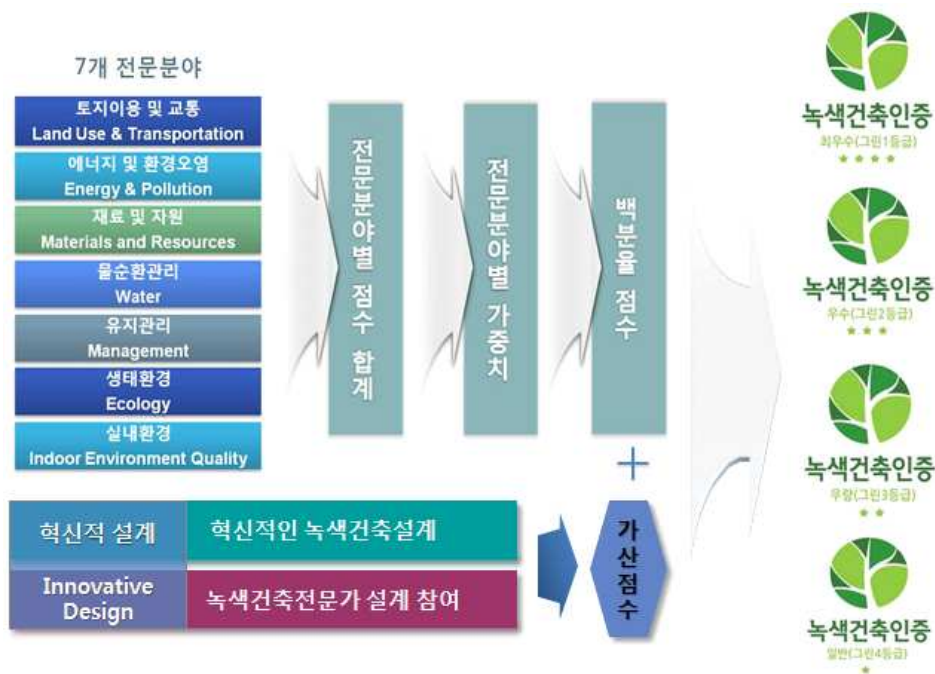 7개 전문분야
토지이용 및 교통
Land Use & Transportation
에너지 및 환경오염
Energy & Pollution
재료 및 자원
Materials and Resources
물순환관리
Water
유지관리
Management
생태환경
Ecology
실내환경
Indoor Environment Quality
전문분야별 점수 합계
전문분야별 가중치
백분율 점수
+
가산점수
혁신적 설계
Innovative
Design
혁신적인 녹색건축설계
녹색건축전문가 설계 참여
녹색건축인증
최우수(그린1등급)
★★★★
녹색건축인증
우수(그린2등급)
★★★
녹색건축인증
우량(그린3등급)
★★
녹색건축인증
일반(그린4등급)
★